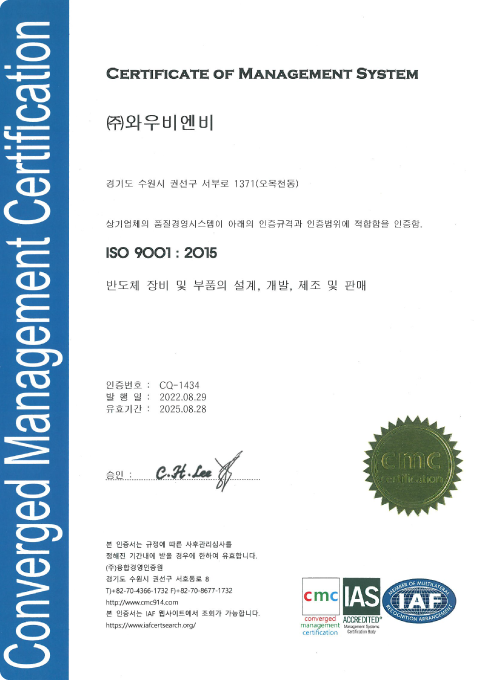 Converged Management Certification
CERTIFICATE OF MANAGEMENT SYSTEM
㈜와우비엔비
경기도 수원시 권선구 서부로 1371(오목천동)
상기업체의 품질경영시스템이 아래의 인증규격과 인증범위에 적합함을 인증함.
ISO 9001 : 2015
반도체 장비 및 부품의 설계, 개발, 제조 및 판매
인증번호 : CQ-1434
발 행 일 : 2022.08.29
유효기간 : 2025.08.28
cmc
certification
승인 : C.H.Lee
본 인증서는 규정에 따른 사후관리심사를
정해진 기간내에 받을 경우에 한하여 유효합니다.
(주)융합경영인증원
경기도 수원시 권선구 서호동로 8
T)+82-70-4366-1732 F)+82-70-8677-1732
http://www.cmc914.com
본 인증서는 IAF 웹사이트에서 조회가 가능합니다.
https://www.iafcertsearch.org/
cmc
converged
management
certification
IAS
ACCREDITED
Management Systems
Certification Body
MEMBER OF MULTILATERAL
IAF
RECOGNITION ARRANGEMENT